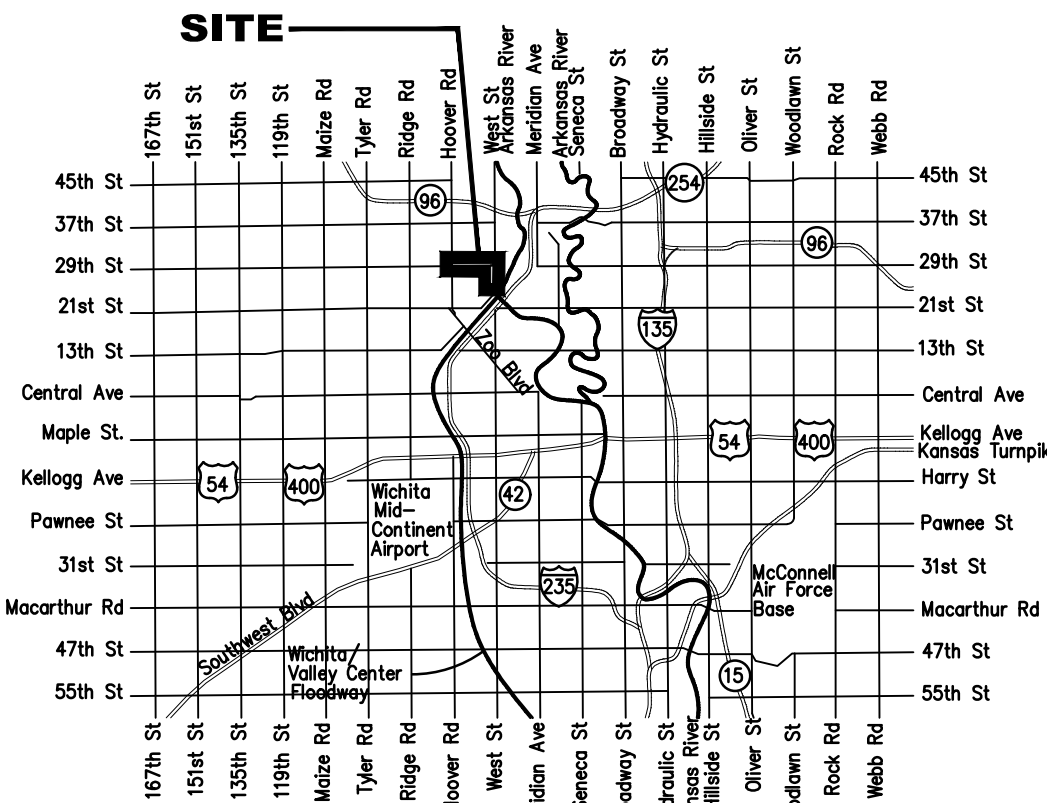 SITE
167th St
151st St
135th St
119th St
Maize Rd
Tyler Rd
Ridge Rd
Hoover Rd
West St
Arkansas River
Meridian Ave
Arkansas River
Seneca St
Broadway St
Hydraulic St
Hillside St
Oliver St
Woodlawn St
Rock Rd
Webb Rd
45th St
254
45th St
96
37th St
37th St
96
29th St
29th St
21st St
21st St
135
13th St
Zoo Blvd
13th St
Central Ave
Central Ave
Maple St.
54
400
Kellogg Ave
Kansas Turnpik
Kellogg Ave
54
400
Harry St
Wichita
Mid-
Continent
Airport
42
Pawnee St
Pawnee St
31st St
31st St
235
McConnell
Air Force
Base
Macarthur Rd
Macarthur Rd
Southwest Blvd
47th St
47th St
Wichita/
Valley Center
Floodway
15
55th St
55th St
167th St
151st St
135th St
119th St
Maize Rd
Tyler Rd
Ridge Rd
oover Rd
West St
idian Ave
Seneca St
adway St
draulic St
nsas River
Hillside St
Oliver St
odlawn St
Rock Rd
Webb Rd